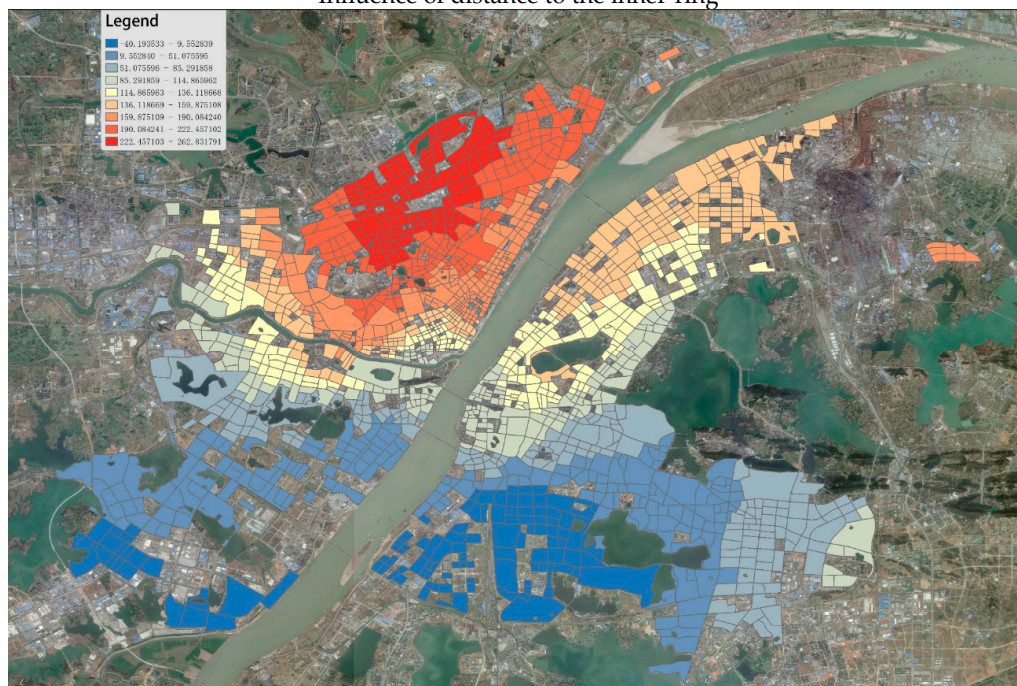 Influence of distance to the inner ring
Legend
-40.193533 - 9.552839
9.552840 - 51.075595
51.075596 - 85.291858
85.291859 - 114.865962
114.865963 - 136.118668
136.118669 - 159.875108
159.875109 - 190.084240
190.084241 - 222.457102
222.457103 - 262.831791